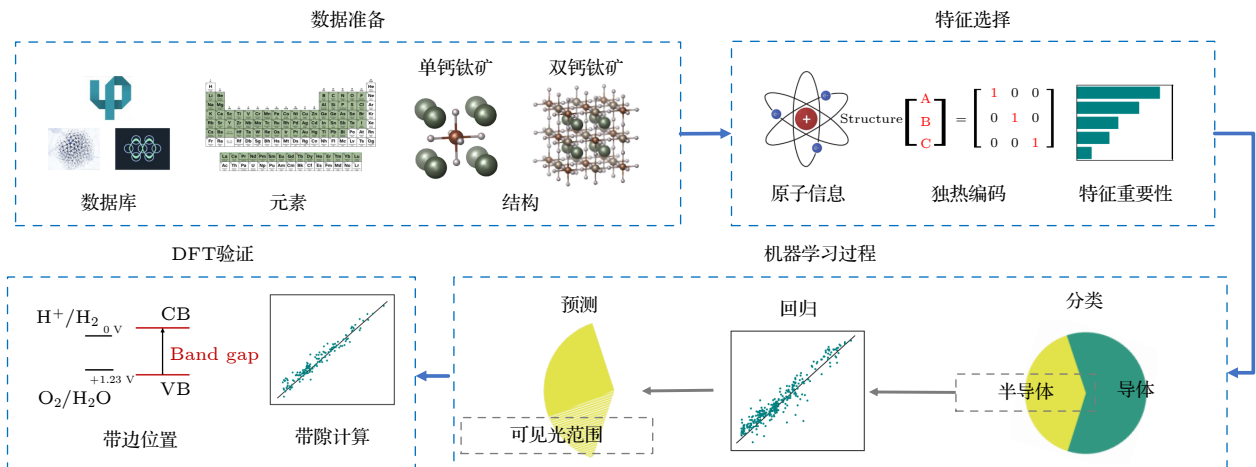 数据准备
单钙钛矿
双钙钛矿
数据库
元素
结构
特征选择
+
Structure
A
B
C
=
1 0 0
0 1 0
0 0 1
原子信息
独热编码
特征重要性
DFT验证
H⁺/H₂
0 V
CB
Band gap
+1.23 V
VB
O₂/H₂O
带边位置
带隙计算
机器学习过程
预测
回归
分类
半导体
导体
可见光范围